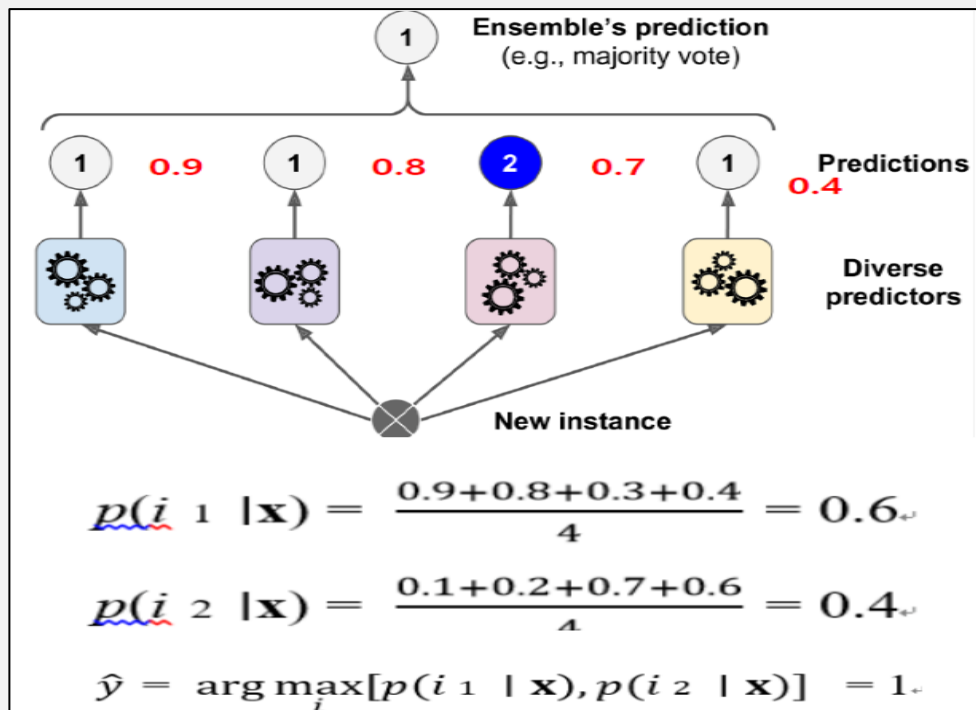 1 Ensemble's prediction
(e.g., majority vote)
1 0.9 1 0.8 2 0.7 1 Predictions
0.4
Diverse
predictors
New instance
p(i 1 |x) = 0.9+0.8+0.3+0.4 / 4 = 0.6
p(i 2 |x) = 0.1+0.2+0.7+0.6 / 4 = 0.4
ŷ = arg max i [p(i 1 | x), p(i 2 | x)] = 1